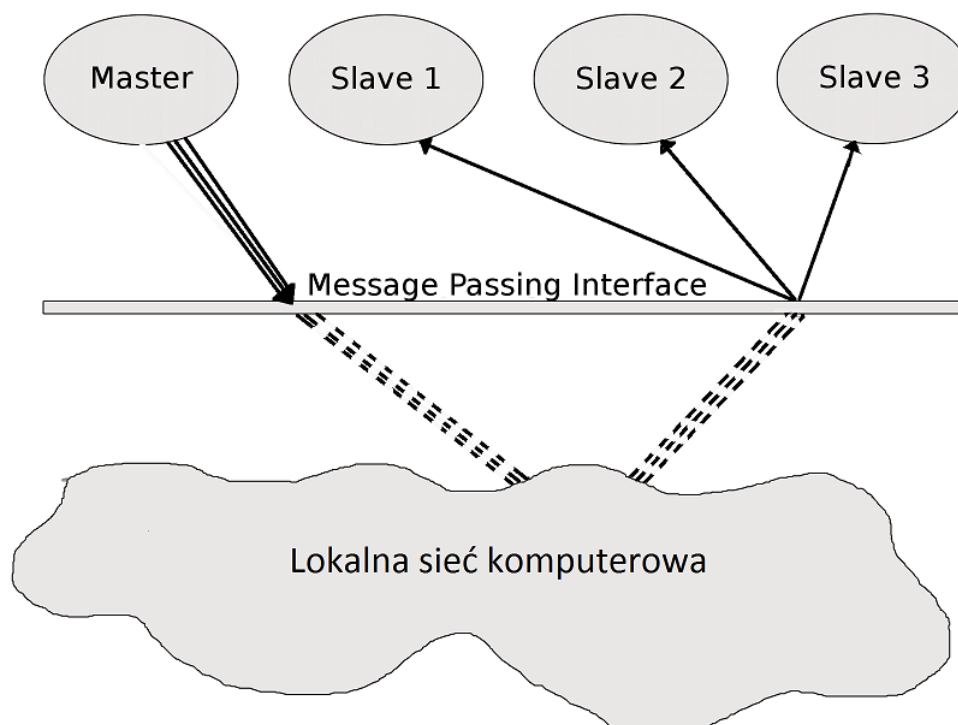 Master
Slave 1
Slave 2
Slave 3
Message Passing Interface
Lokalna sieć komputerowa